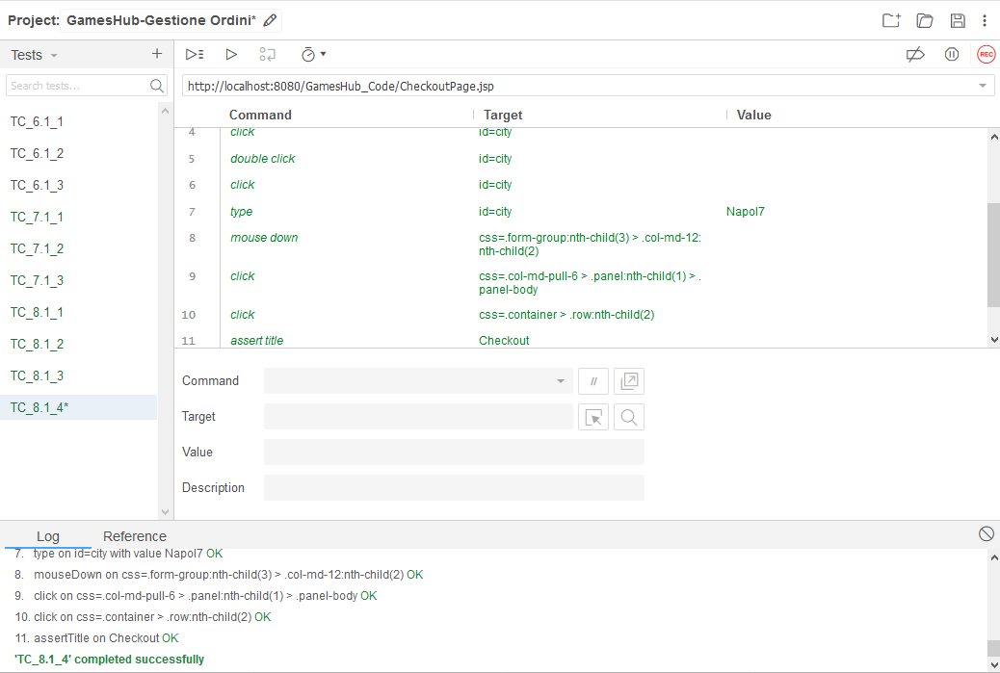 Project: GamesHub-Gestione Ordini*
Tests
Search tests...
REC
http://localhost:8080/GamesHub_Code/CheckoutPage.jsp
TC_6.1_1
TC_6.1_2
TC_6.1_3
TC_7.1_1
TC_7.1_2
TC_7.1_3
TC_8.1_1
TC_8.1_2
TC_8.1_3
TC_8.1_4*
Command Target Value
4 click id=city
5 double click id=city
6 click id=city
7 type id=city Napol7
8 mouse down css=.form-group:nth-child(3) > .col-md-12:
nth-child(2)
9 click css=.col-md-pull-6 > .panel:nth-child(1) > .
panel-body
10 click css=.container > .row:nth-child(2)
11 assert title Checkout
Command //
Target
Value
Description
Log Reference
7. type on id=city with value Napol7 OK
8. mouseDown on css=.form-group:nth-child(3) > .col-md-12:nth-child(2) OK
9. click on css=.col-md-pull-6 > .panel:nth-child(1) > .panel-body OK
10. click on css=.container > .row:nth-child(2) OK
11. assertTitle on Checkout OK
'TC_8.1_4' completed successfully